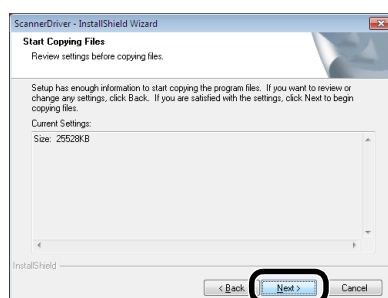 ScannerDriver - InstallShield Wizard
Start Copying Files
Review settings before copying files.
Setup has enough information to start copying the program files. If you want to review or
change any settings, click Back. If you are satisfied with the settings, click Next to begin
copying files.
Current Settings:
Size: 25528KB
InstallShield
< Back Next > Cancel